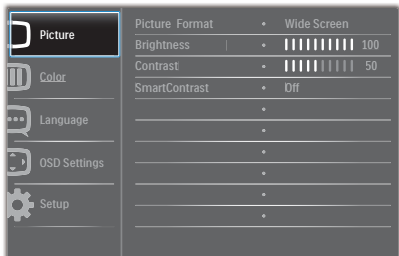 Picture
Color
Language
OSD Settings
Setup
Picture Format • Wide Screen
Brightness • 100
Contrast • 50
SmartContrast • Off
•
•
•
•
•
•